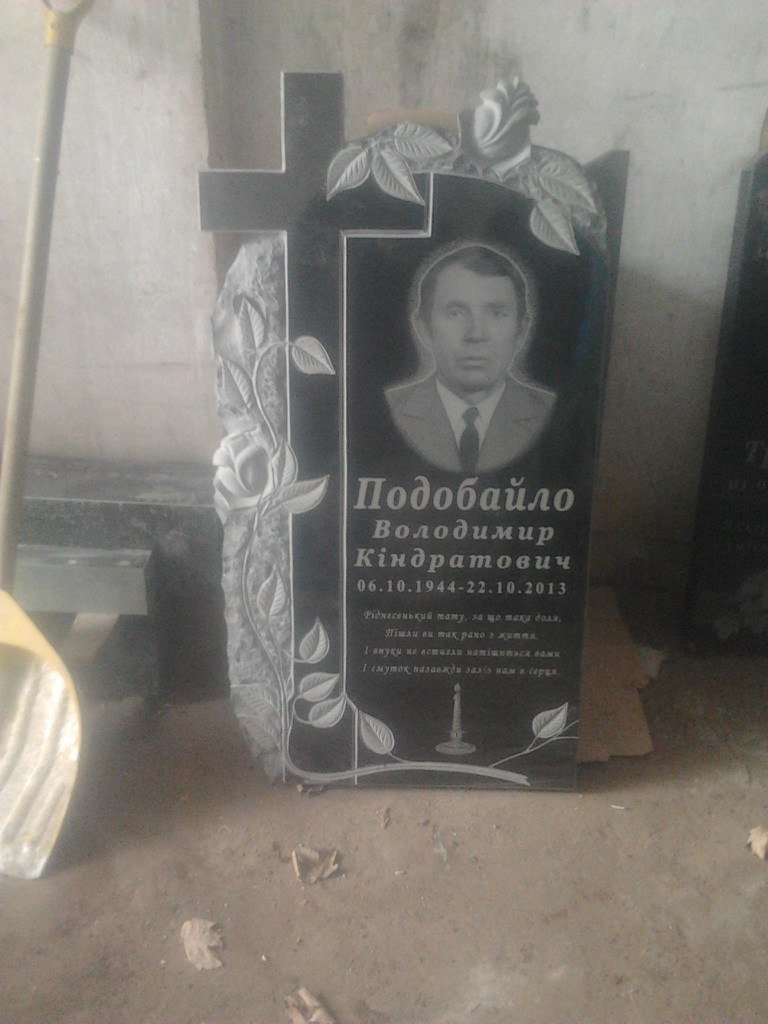 Подобайло
Володимир
Кіндратович
06.10.1944-22.10.2013
Ріднесенький тату, за що така доля,
Пішли ви так рано з життя.
І внуки не встигли натішиться вами
І смуток назавжди заліз нам в серця.